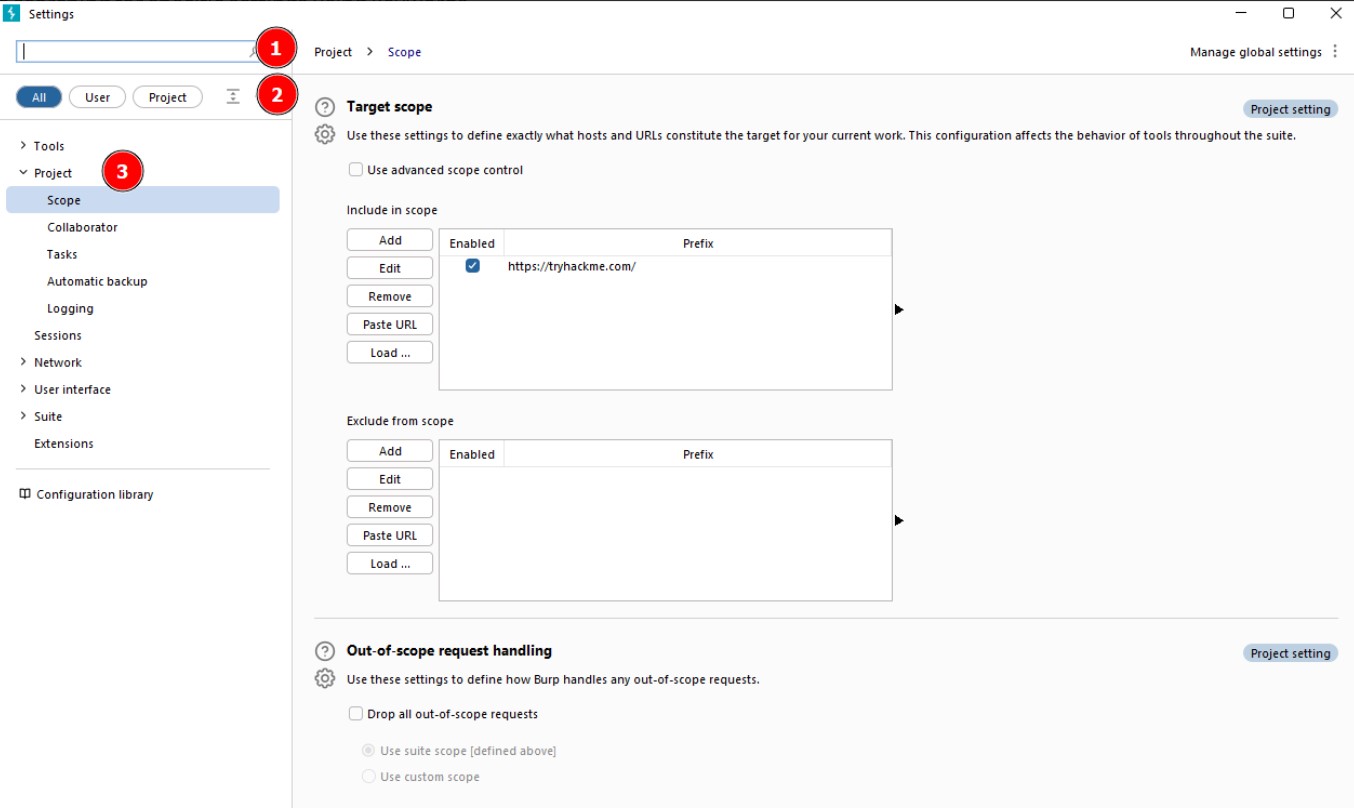 Settings
1
Project > Scope
Manage global settings
All User Project
2
Target scope
Project setting
Use these settings to define exactly what hosts and URLs constitute the target for your current work. This configuration affects the behavior of tools throughout the suite.
Tools
Project
3
Scope
Collaborator
Tasks
Automatic backup
Logging
Sessions
Network
User interface
Suite
Extensions
Configuration library
Use advanced scope control
Include in scope
Add
Edit
Remove
Paste URL
Load ...
Enabled Prefix
https://tryhackme.com/
Exclude from scope
Add
Edit
Remove
Paste URL
Load ...
Enabled Prefix
Out-of-scope request handling
Project setting
Use these settings to define how Burp handles any out-of-scope requests.
Drop all out-of-scope requests
Use suite scope [defined above]
Use custom scope